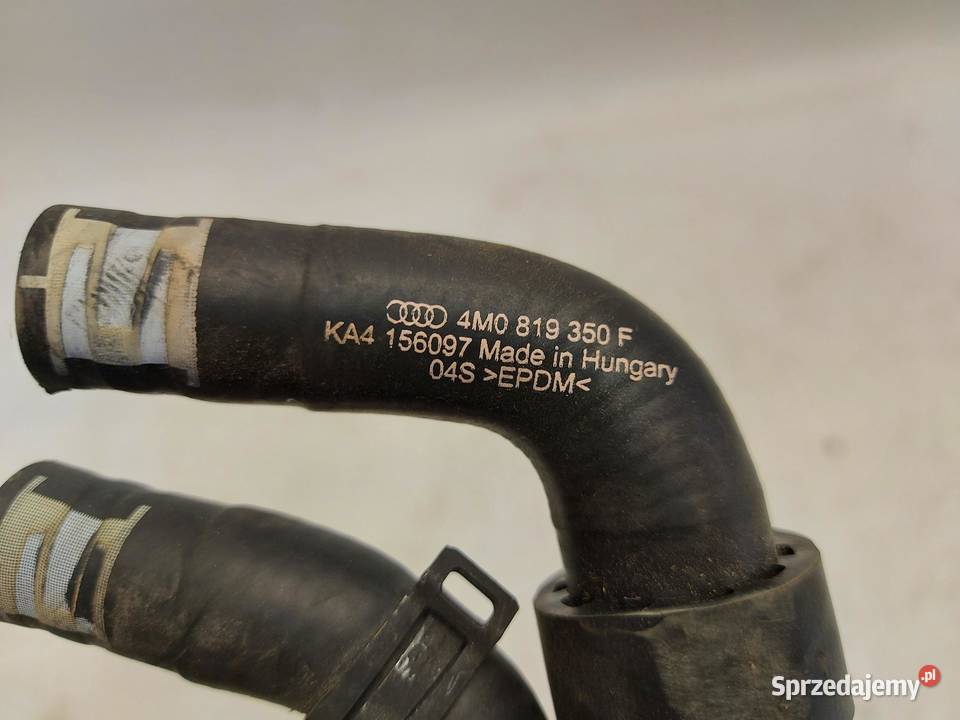 4M0 819 350 F
KA4 156097 Made in Hungary
04S >EPDM<
Sprzedajemy.pl